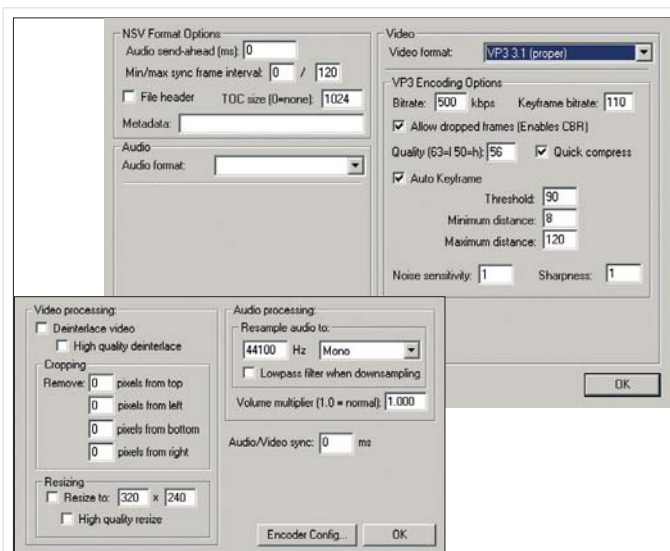 NSV Format Options
Audio send-ahead (ms): 0
Min/max sync frame interval: 0 / 120
File header TOC size (0=none): 1024
Metadata:
Audio
Audio format:
Video
Video format: VP3 3.1 (proper)
VP3 Encoding Options
Bitrate: 500 kbps Keyframe bitrate: 110
Allow dropped frames (Enables CBR)
Quality (63=l 50=h): 56 Quick compress
Auto Keyframe
Threshold: 90
Minimum distance: 8
Maximum distance: 120
Noise sensitivity: 1 Sharpness: 1
OK
Video processing:
Deinterlace video
High quality deinterlace
Cropping
Remove: 0 pixels from top
0 pixels from left
0 pixels from bottom
0 pixels from right
Resizing
Resize to: 320 x 240
High quality resize
Audio processing:
Resample audio to:
44100 Hz Mono
Lowpass filter when downsampling
Volume multiplier (1.0 = normal): 1.000
Audio/Video sync: 0 ms
Encoder Config... OK